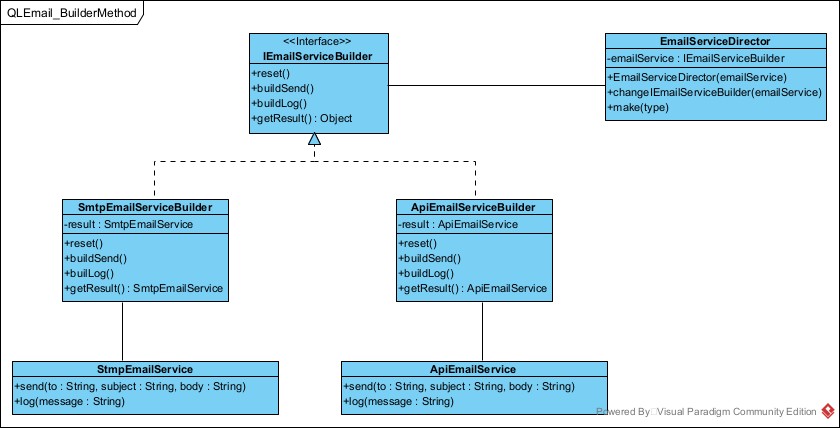 QLEmail_BuilderMethod
<<Interface>>
IEmailServiceBuilder
+reset()
+buildSend()
+buildLog()
+getResult() : Object
EmailServiceDirector
-emailService : IEmailServiceBuilder
+EmailServiceDirector(emailService)
+changeIEmailServiceBuilder(emailService)
+make(type)
SmtpEmailServiceBuilder
-result : SmtpEmailService
+reset()
+buildSend()
+builLog()
+getResult() : SmtpEmailService
ApiEmailServiceBuilder
-result : ApiEmailService
+reset()
+buildSend()
+buildLog()
+getResult() : ApiEmailService
StmpEmailService
+send(to : String, subject : String, body : String)
+log(message : String)
ApiEmailService
+send(to : String, subject : String, body : String)
+log(message : String)
Powered By Visual Paradigm Community Edition